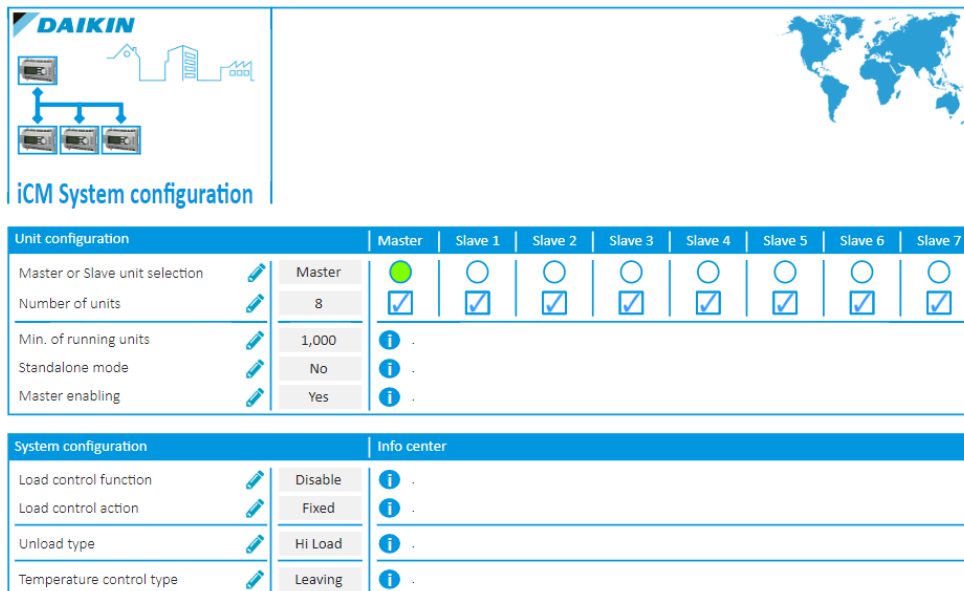 DAIKIN
iCM System configuration
Unit configuration Master Slave 1 Slave 2 Slave 3 Slave 4 Slave 5 Slave 6 Slave 7
Master or Slave unit selection Master
Number of units 8
Min. of running units 1,000 i .
Standalone mode No i .
Master enabling Yes i .
System configuration Info center
Load control function Disable i .
Load control action Fixed i .
Unload type Hi Load i .
Temperature control type Leaving i .